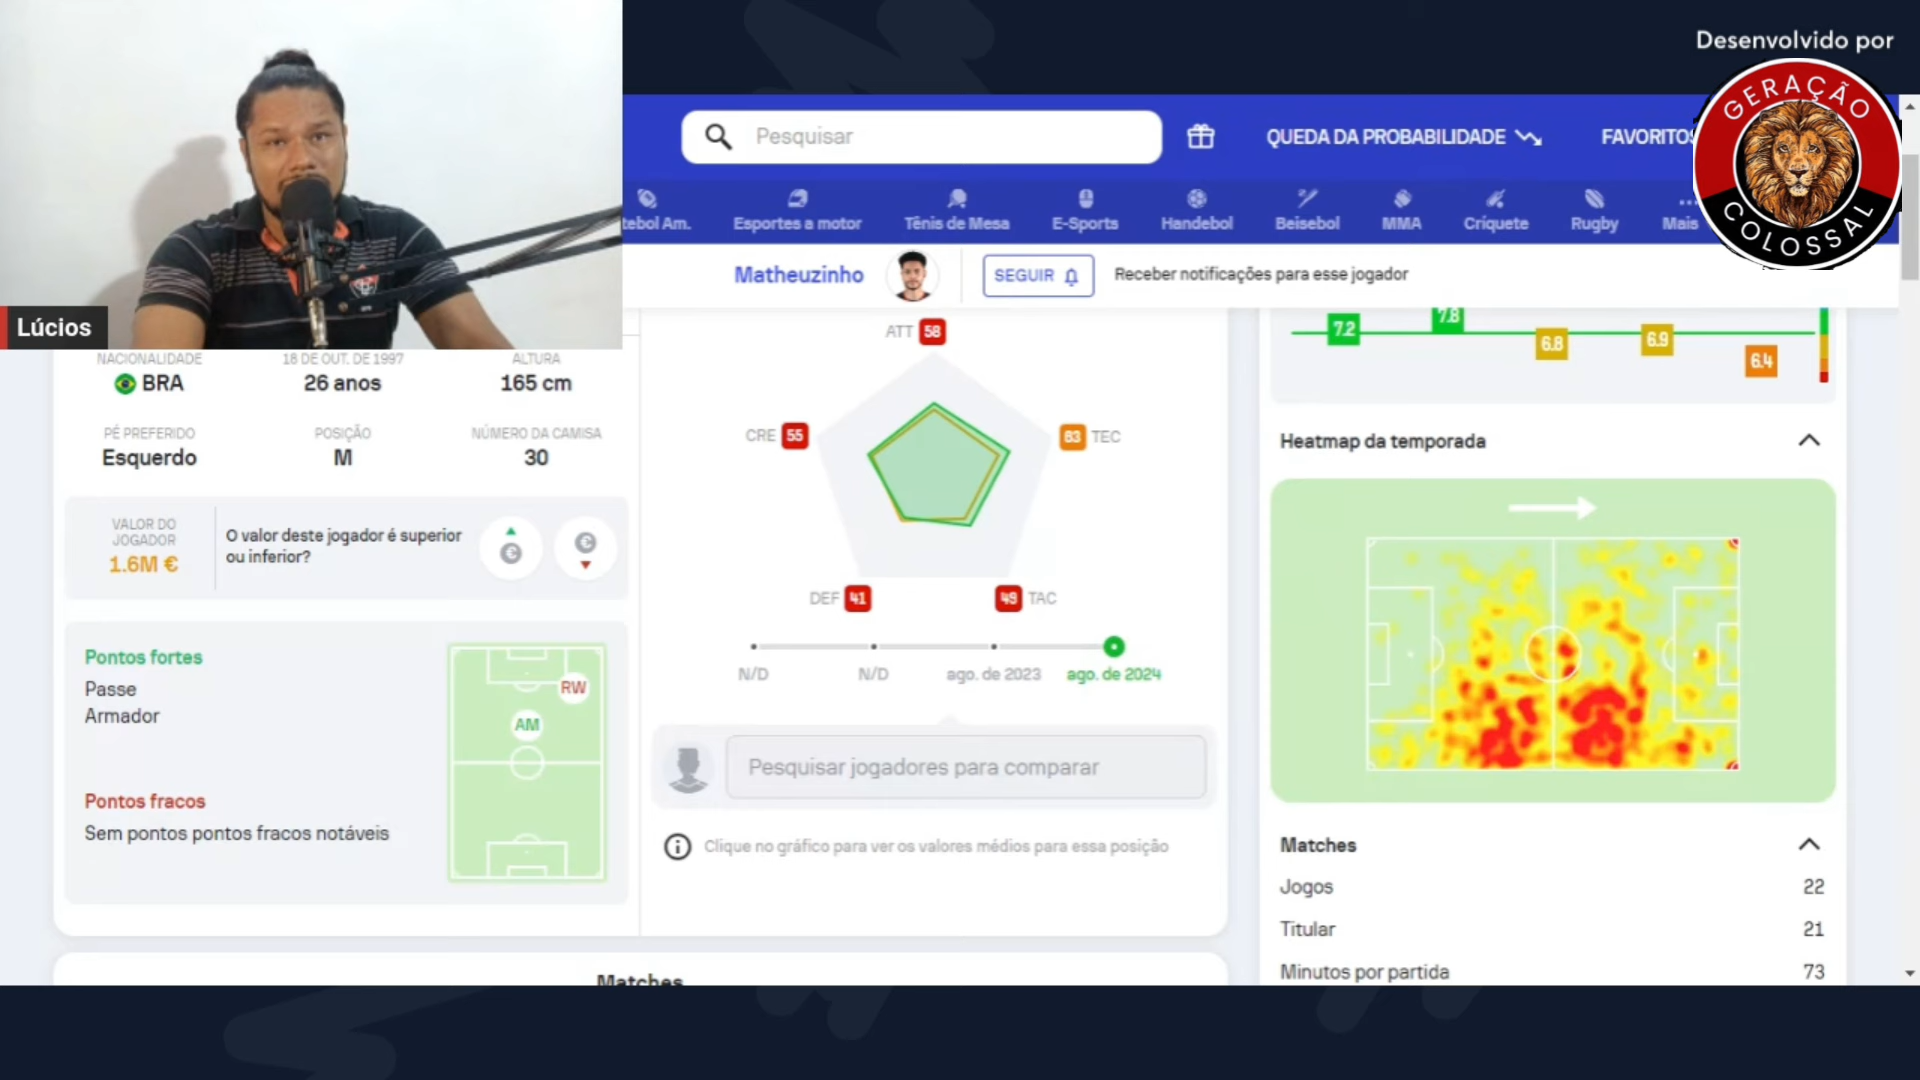 Desenvolvido por
GERAÇÃO
COLOSSAL
Lúcios
Pesquisar
QUEDA DA PROBABILIDADE
FAVORITOS
tebol Am.
Esportes a motor
Tênis de Mesa
E-Sports
Handebol
Beisebol
MMA
Críquete
Rugby
Mais
Matheuzinho
SEGUIR
Receber notificações para esse jogador
NACIONALIDADE
BRA
18 DE OUT. DE 1997
26 anos
ALTURA
165 cm
PÉ PREFERIDO
Esquerdo
POSIÇÃO
M
NÚMERO DA CAMISA
30
VALOR DO
JOGADOR
1.6M €
O valor deste jogador é superior
ou inferior?
Pontos fortes
Passe
Armador
Pontos fracos
Sem pontos pontos fracos notáveis
RW
AM
ATT 58
CRE 55
63 TEC
DEF 41
49 TAC
N/D
N/D
ago. de 2023
ago. de 2024
Pesquisar jogadores para comparar
Clique no gráfico para ver os valores médios para essa posição
Matches
7.2
7.8
6.8
6.9
6.4
Heatmap da temporada
Matches
Jogos 22
Titular 21
Minutos por partida 73